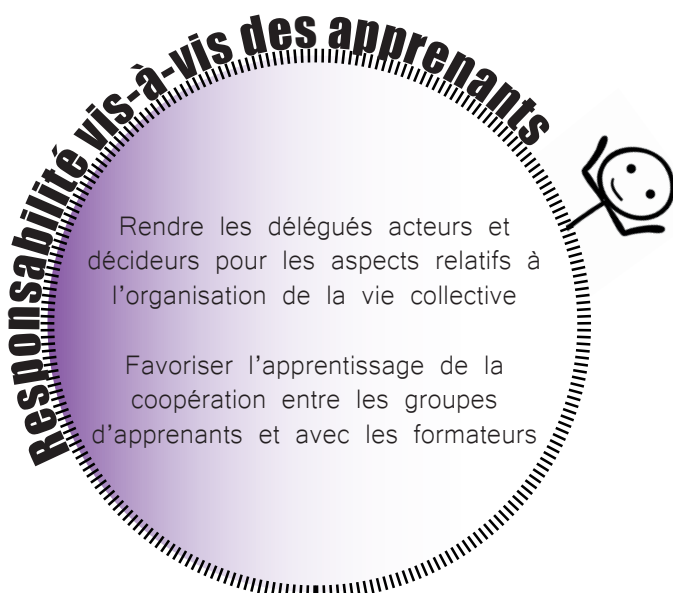 Responsabilité vis-à-vis des apprenants
Rendre les délégués acteurs et
décideurs pour les aspects relatifs à
l'organisation de la vie collective
Favoriser l'apprentissage de la
coopération entre les groupes
d'apprenants et avec les formateurs